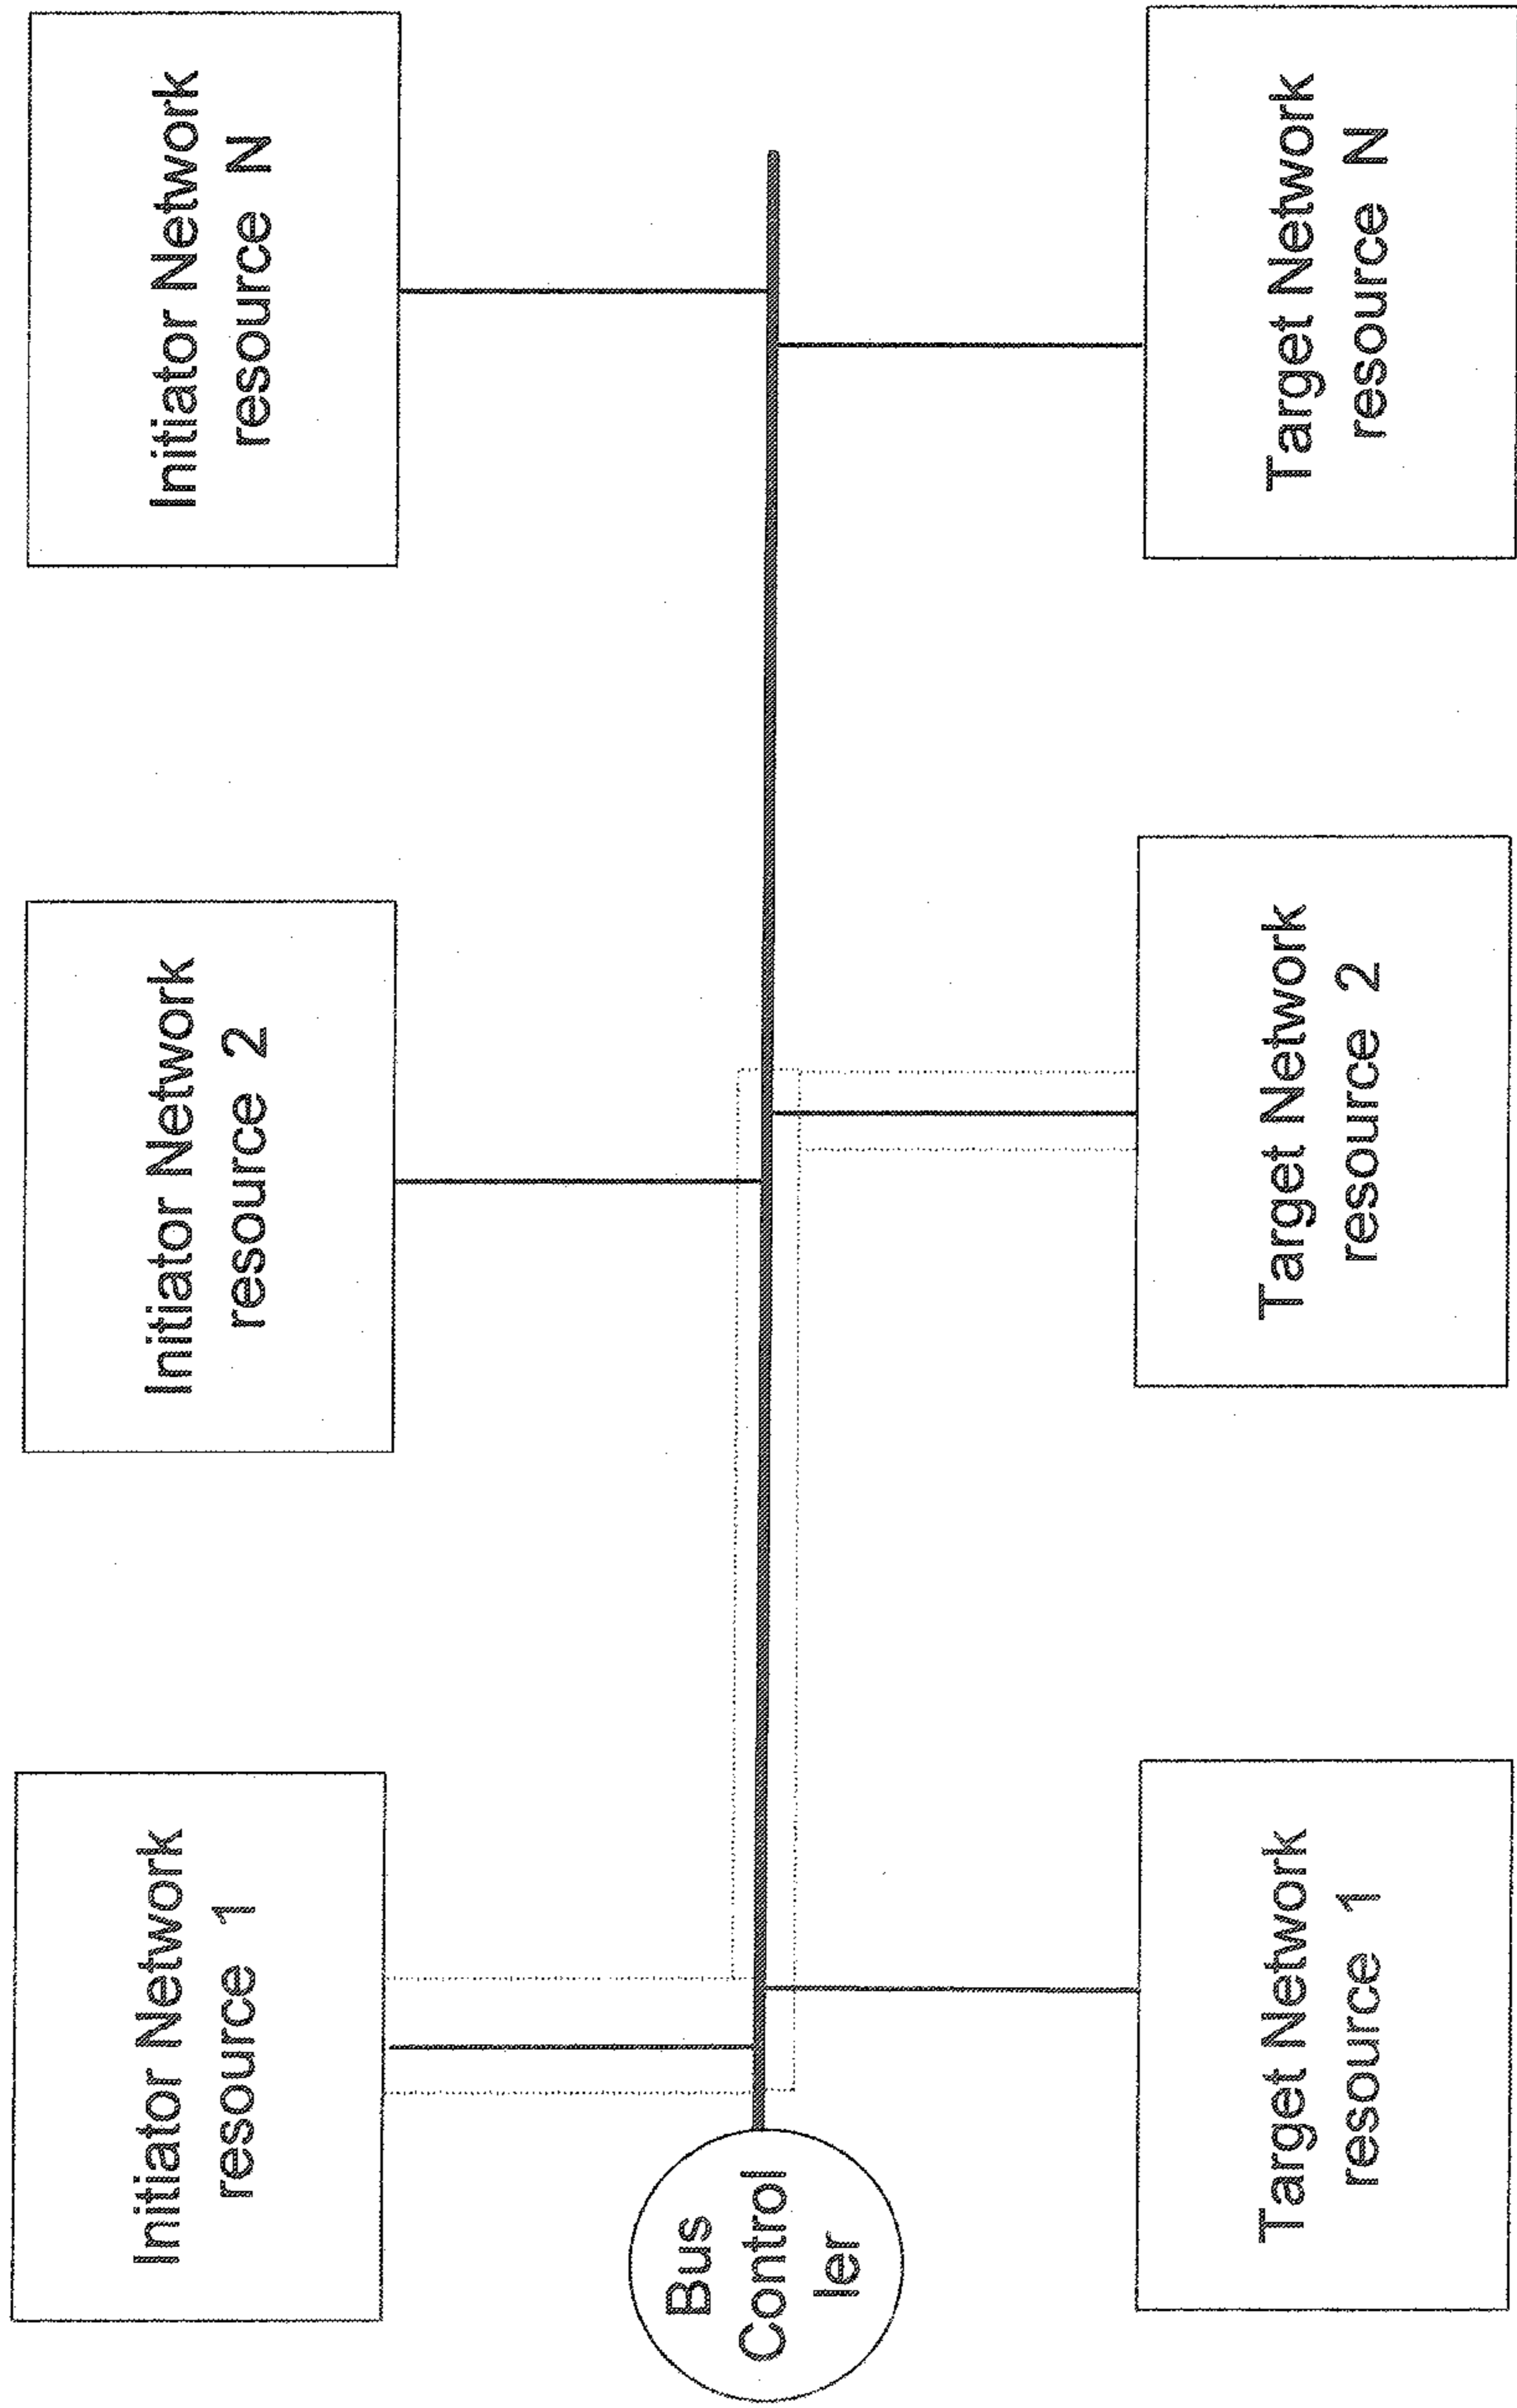 Initiator Network
resource 1
Initiator Network
resource 2
Initiator Network
resource N
Bus
Control
ler
Target Network
resource 1
Target Network
resource 2
Target Network
resource N